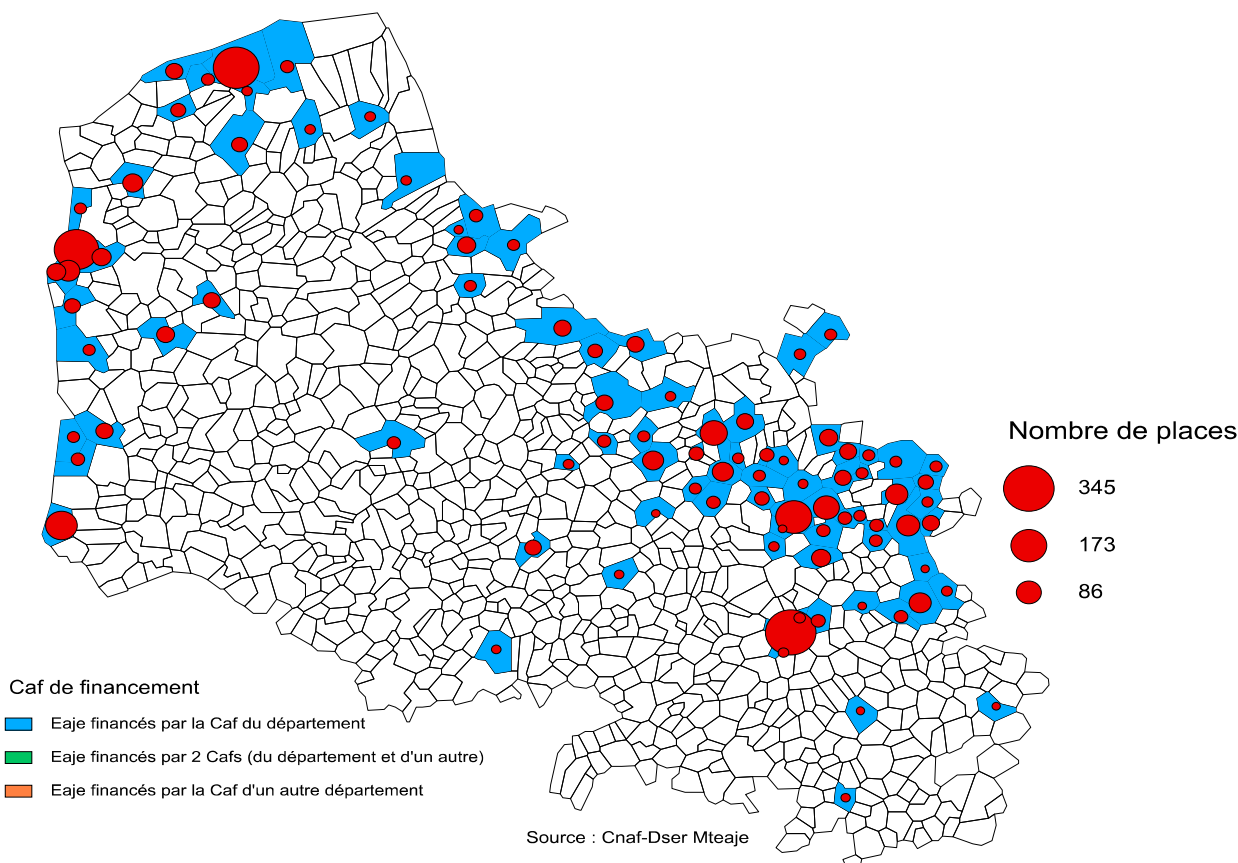 Nombre de places
345
173
86
Caf de financement
Eaje financés par la Caf du département
Eaje financés par 2 Cafs (du département et d'un autre)
Eaje financés par la Caf d'un autre département
Source : Cnaf-Dser Mteaje